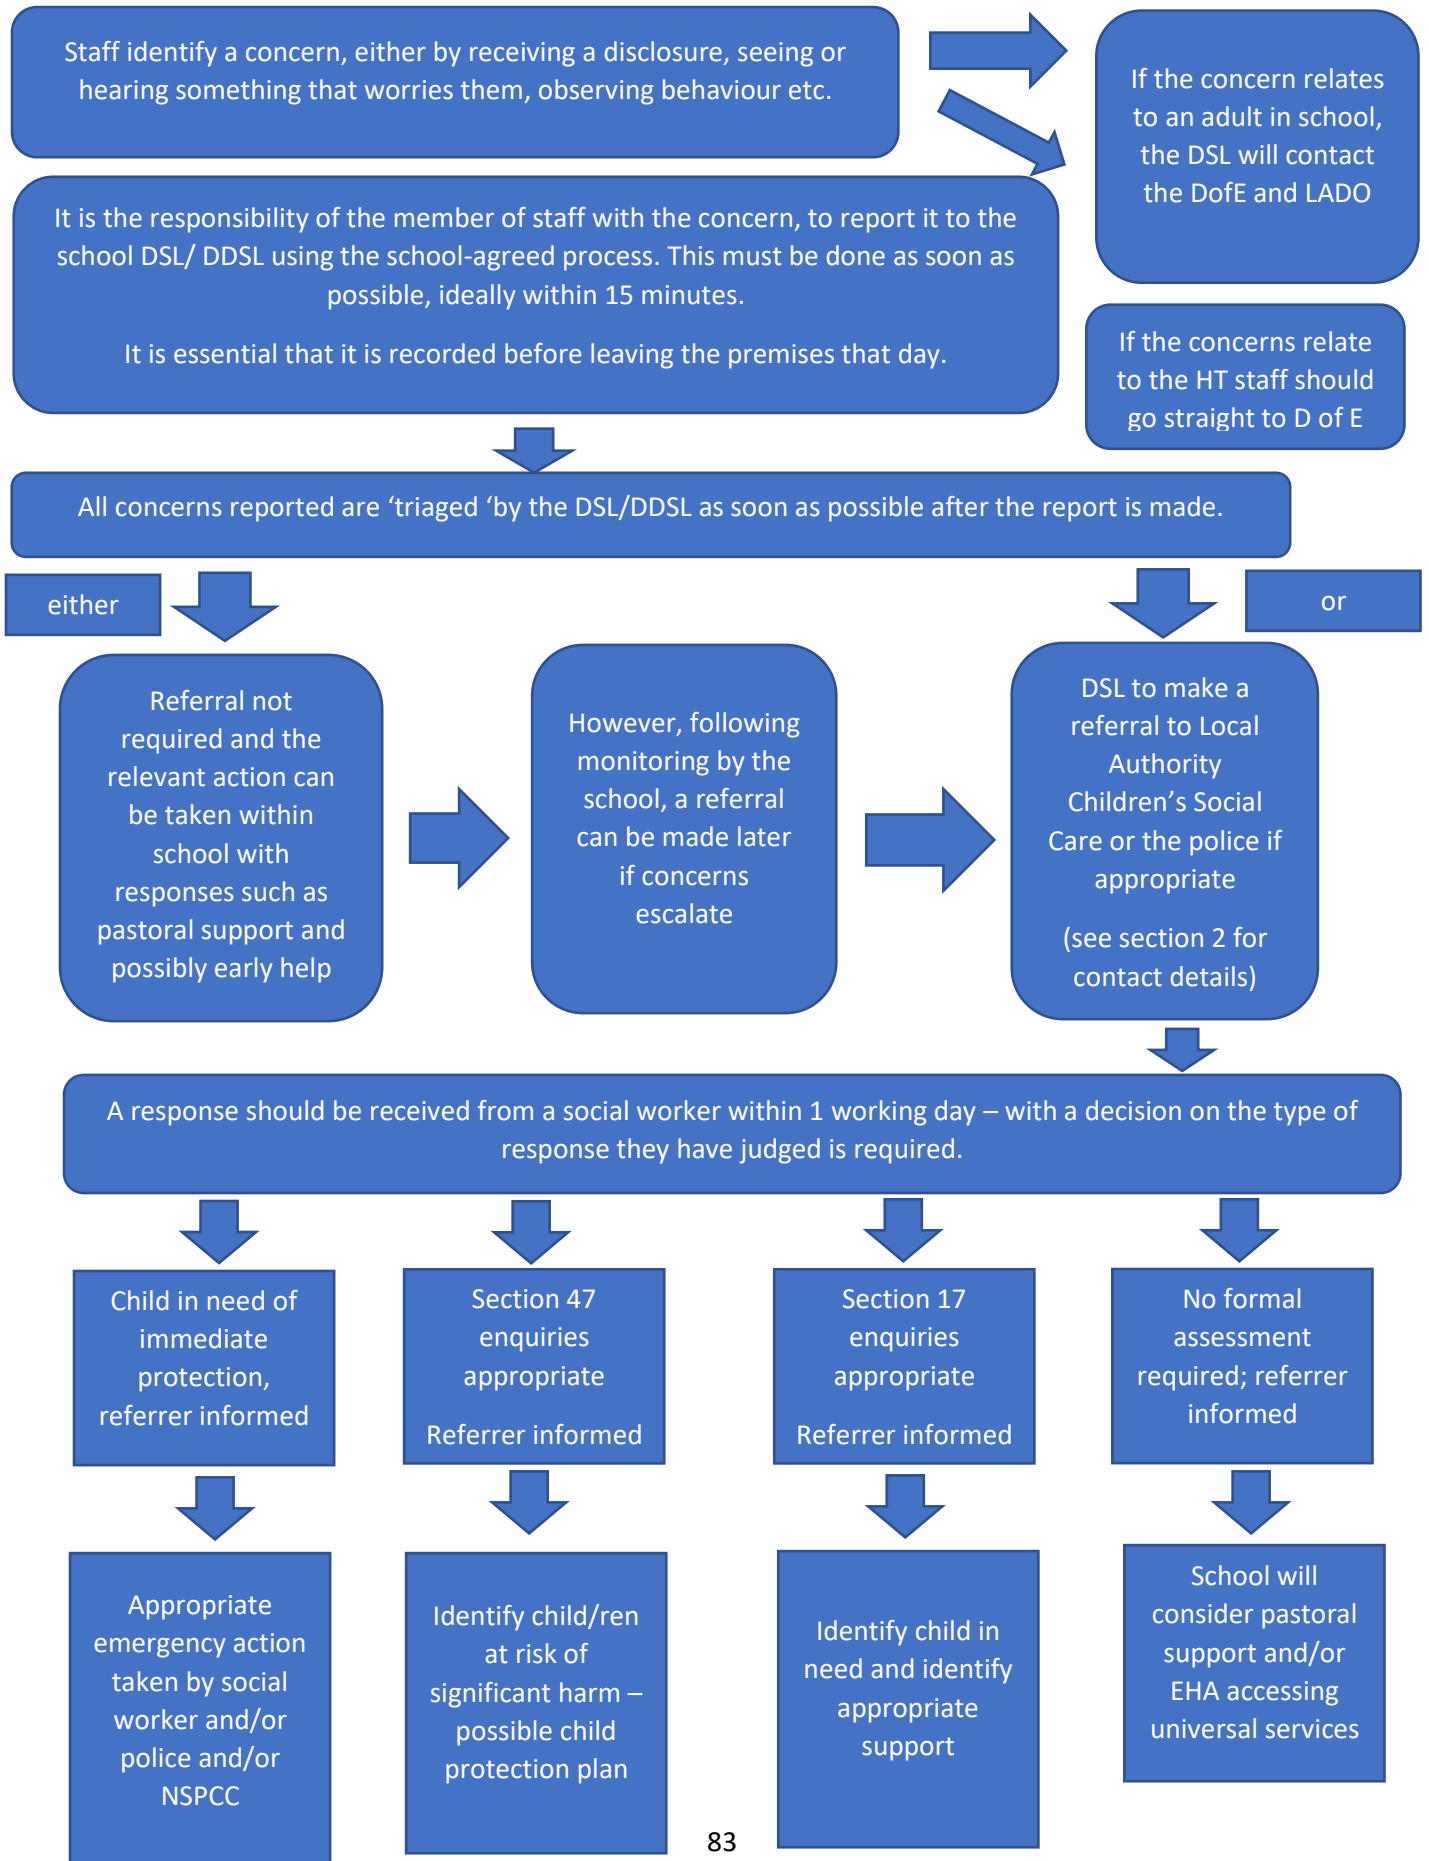 Staff identify a concern, either by receiving a disclosure, seeing or
hearing something that worries them, observing behaviour etc.
If the concern relates
to an adult in school,
the DSL will contact
the DofE and LADO
It is the responsibility of the member of staff with the concern, to report it to the
school DSL/ DDSL using the school-agreed process. This must be done as soon as
possible, ideally within 15 minutes.
It is essential that it is recorded before leaving the premises that day.
If the concerns relate
to the HT staff should
go straight to D of E
All concerns reported are ‘triaged ‘by the DSL/DDSL as soon as possible after the report is made.
either
or
Referral not
required and the
relevant action can
be taken within
school with
responses such as
pastoral support and
possibly early help
However, following
monitoring by the
school, a referral
can be made later
if concerns
escalate
DSL to make a
referral to Local
Authority
Children’s Social
Care or the police if
appropriate
(see section 2 for
contact details)
A response should be received from a social worker within 1 working day – with a decision on the type of
response they have judged is required.
Child in need of
immediate
protection,
referrer informed
Section 47
enquiries
appropriate
Referrer informed
Section 17
enquiries
appropriate
Referrer informed
No formal
assessment
required; referrer
informed
Appropriate
emergency action
taken by social
worker and/or
police and/or
NSPCC
Identify child/ren
at risk of
significant harm –
possible child
protection plan
Identify child in
need and identify
appropriate
support
School will
consider pastoral
support and/or
EHA accessing
universal services
83